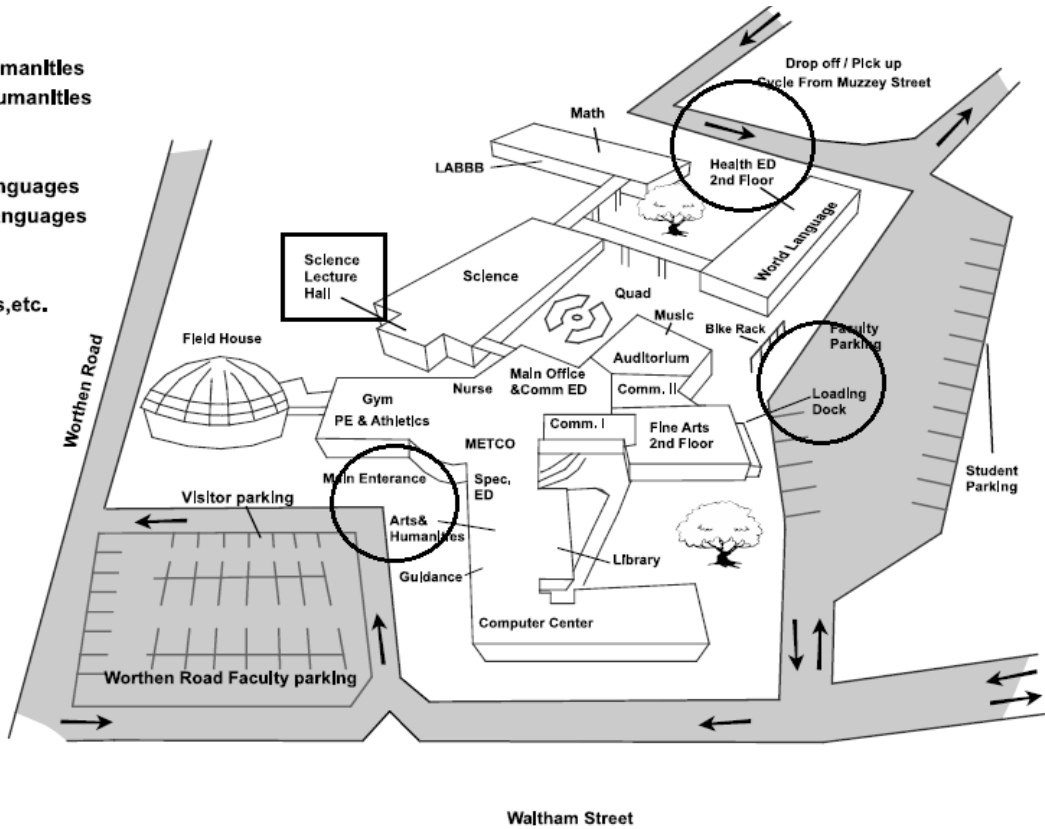 manities
umanities
nguages
anguages
s,etc.
Drop off / Pick up
Cycle From Muzzey Street
Math
LABBB
Health ED
2nd Floor
World Language
Science
Lecture
Hall
Science
Quad
Music
Bike Rack
Faculty
Parking
Field House
Auditorium
Main Office
&Comm ED
Nurse
Comm. II
Loading
Dock
Gym
PE & Athletics
Comm. I
Fine Arts
2nd Floor
METCO
Worthen Road
Main Enterance
Spec.
ED
Student
Parking
Visitor parking
Arts&
Humanities
Library
Guidance
Computer Center
Worthen Road Faculty parking
Waltham Street